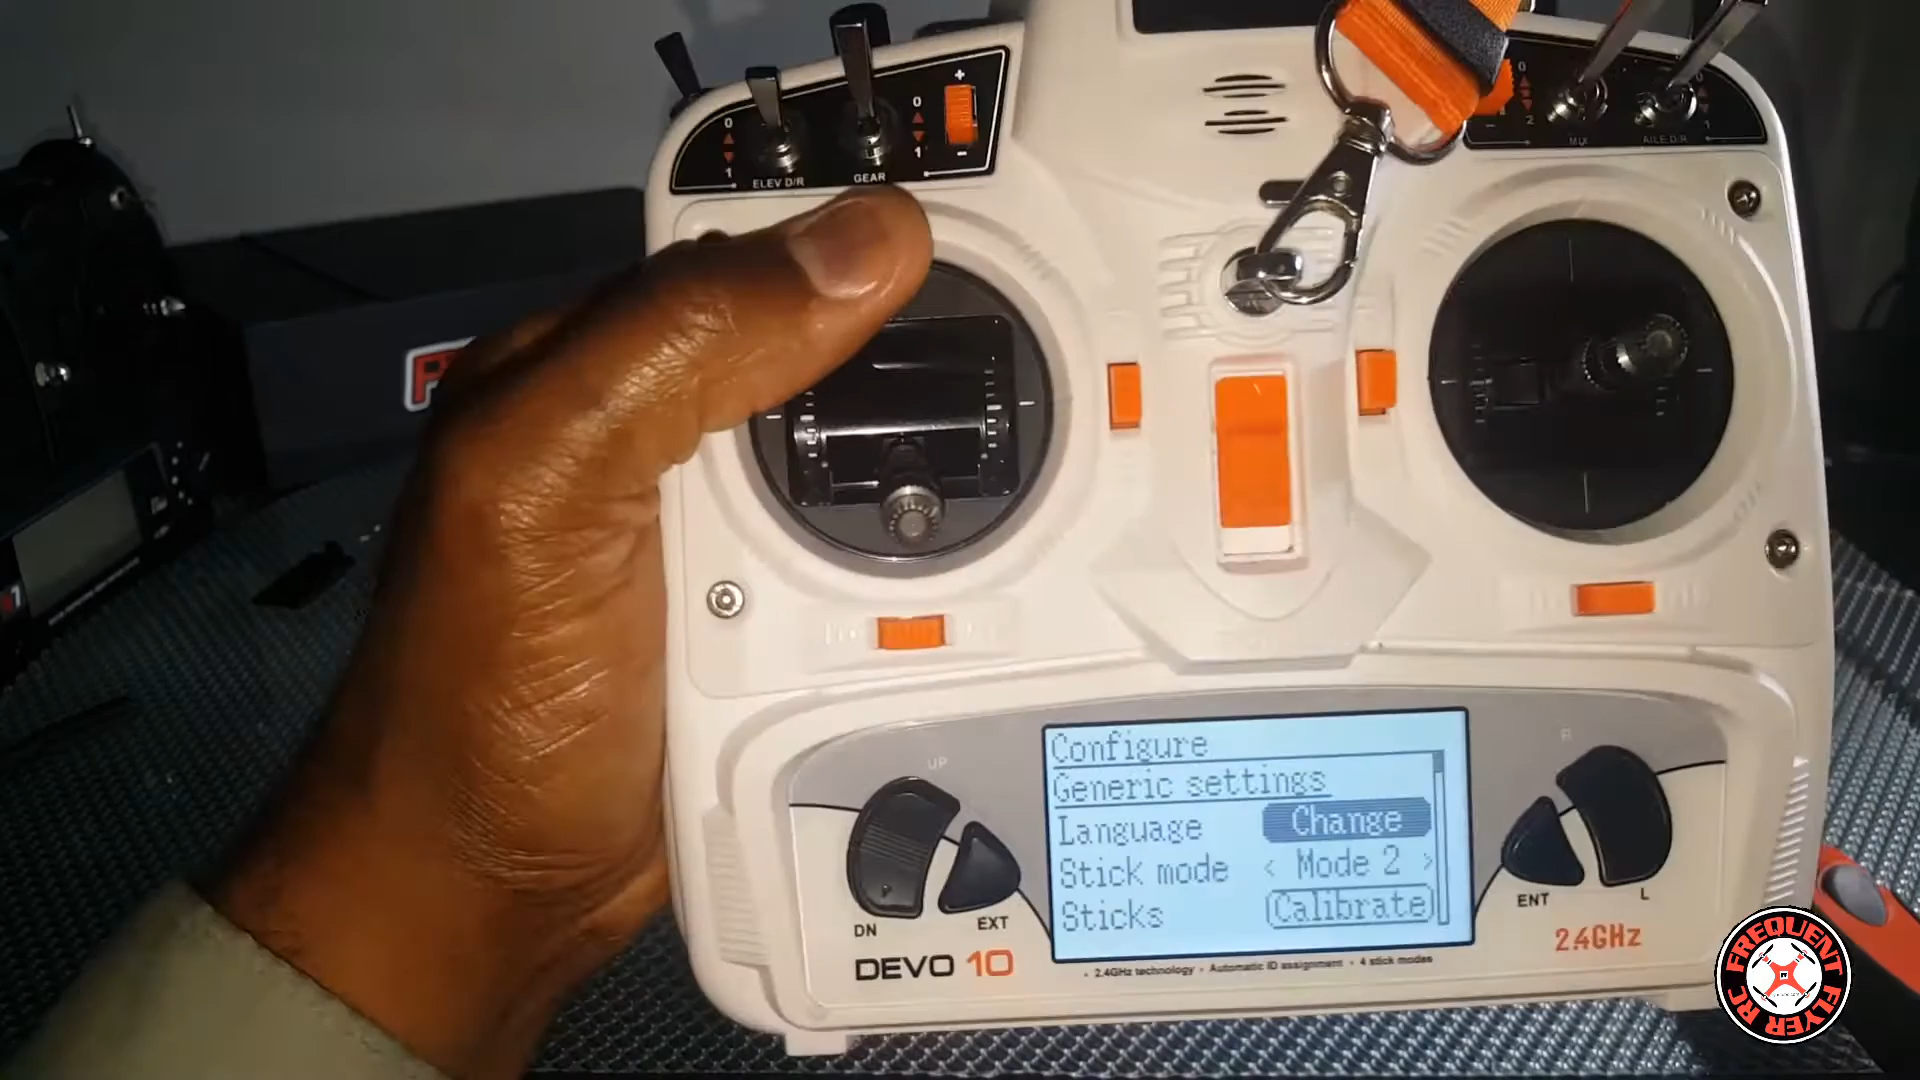 +
0
0
1
1
-
ELEV D/R
GEAR
0
2
MIX
AILE D/R
1
Configure
Generic settings
Language Change
Stick mode < Mode 2 >
Sticks Calibrate
UP
DN
EXT
R
ENT
L
DEVO 10
2.4GHz
• 2.4GHz technology • Automatic ID assignment • 4 stick modes
FREQUENT FLYER RC